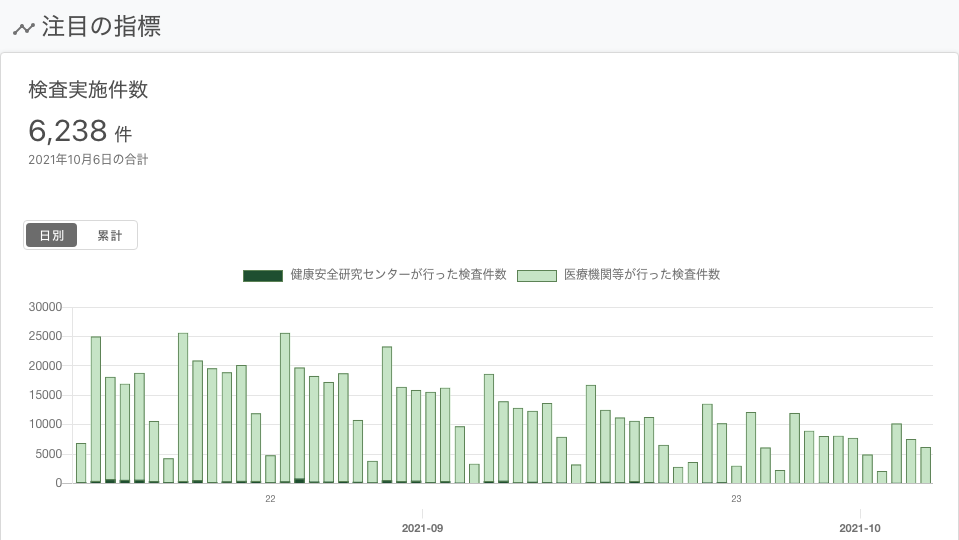 注目の指標
検査実施件数
6,238 件
2021年10月6日の合計
日別 累計
健康安全研究センターが行った検査件数 医療機関等が行った検査件数
30000
25000
20000
15000
10000
5000
0
22 23
2021-09 2021-10